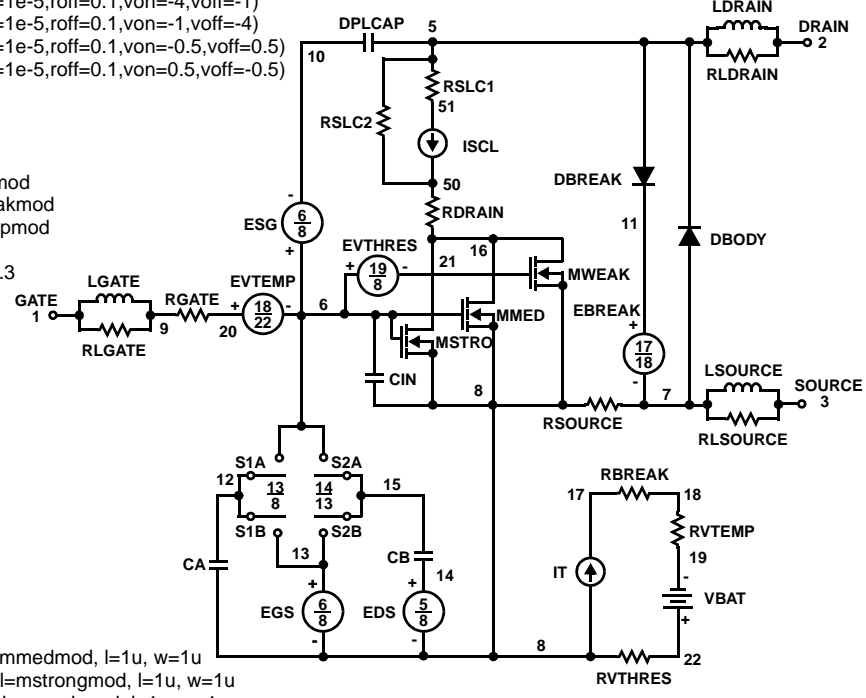 =1e-5,roff=0.1,von=-4,voff=-1)
=1e-5,roff=0.1,von=-1,voff=-4)
=1e-5,roff=0.1,von=-0.5,voff=0.5)
=1e-5,roff=0.1,von=0.5,voff=-0.5)
LDRAIN
DPLCAP 5 DRAIN
2
10
RLDRAIN
RSLC1
51
RSLC2
ISCL
50
DBREAK
RDRAIN
ESG 6 8
- +
11
DBODY
EVTHRES
16
21
+ 19 8 -
MWEAK
LGATE
EVTEMP
GATE
1
RGATE
+ 18 22 -
6
EBREAK
+
MMED
9
20
MSTRO
RLGATE
17 18
-
LSOURCE
CIN
8
7
SOURCE
3
RSOURCE
RLSOURCE
S1A
S2A
12
13 8
14 13
15
RBREAK
17
18
S1B
S2B
RVTEMP
13
CB
19
CA
14
IT
-
VBAT
+
+
EGS 6 8
-
+
EDS 5 8
-
8
22
RVTHRES
mod
akmod
pmod
.3
mmedmod, l=1u, w=1u
l=mstrongmod, l=1u, w=1u